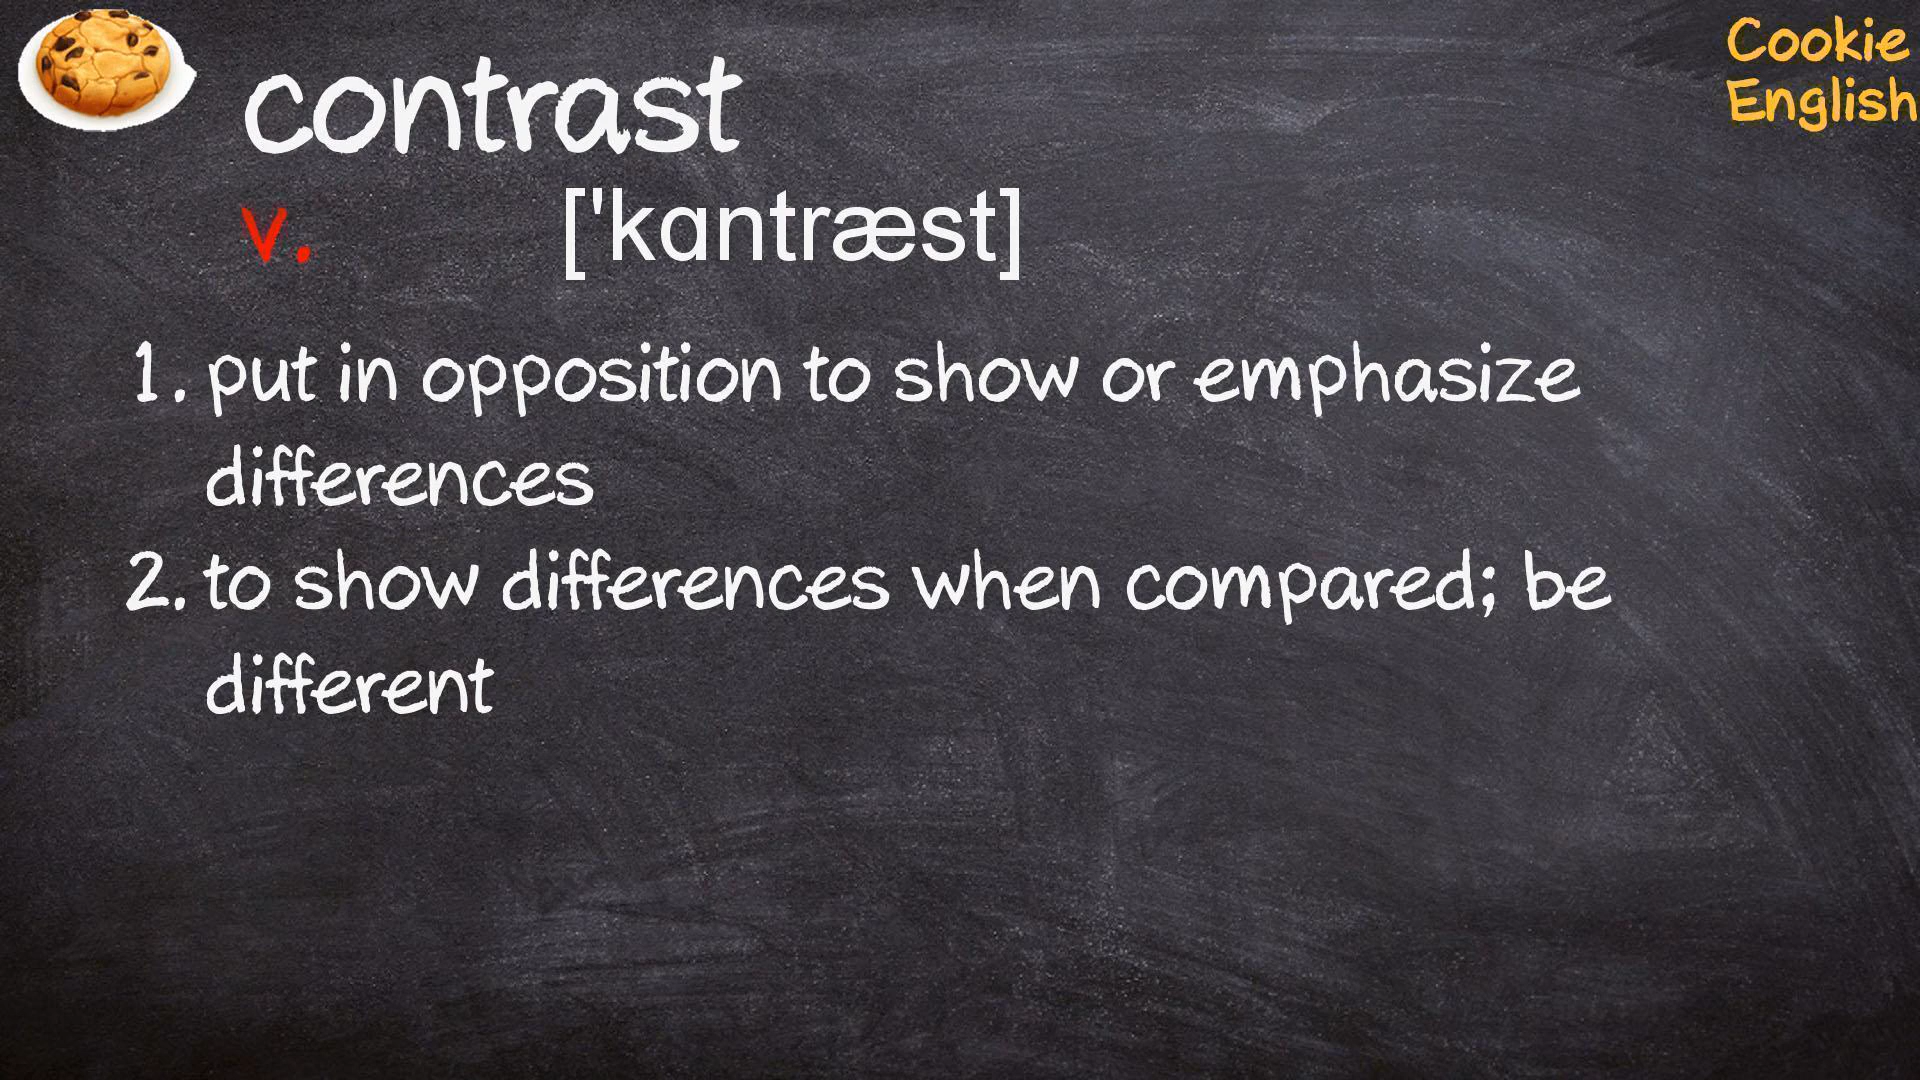 contrast
Cookie
English
v. ['kɑntræst]
1. put in opposition to show or emphasize
differences
2. to show differences when compared; be
different